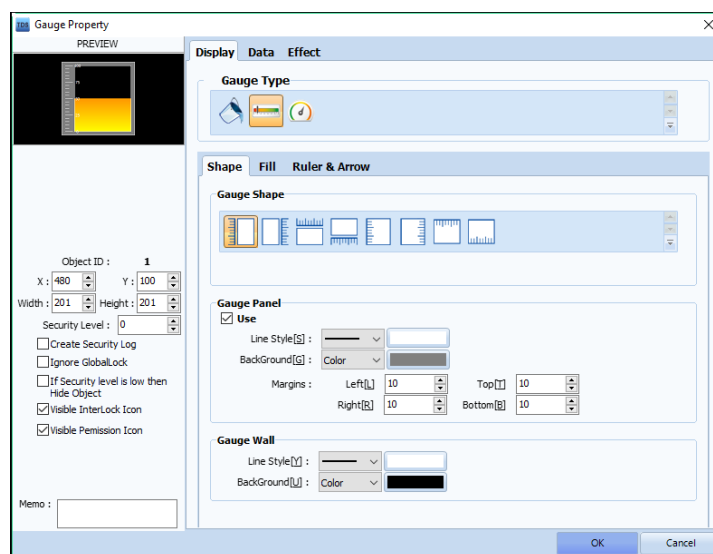 TDS Gauge Property
PREVIEW
Display Data Effect
Gauge Type
Shape Fill Ruler & Arrow
Gauge Shape
Object ID : 1
X : 480 Y : 100
Width : 201 Height : 201
Security Level : 0
Create Security Log
Ignore GlobalLock
If Security level is low then
Hide Object
Visible InterLock Icon
Visible Pemission Icon
Memo :
Gauge Panel
Use
Line Style[S] :
BackGround[G] : Color
Margins : Left[L] 10 Top[T] 10
Right[R] 10 Bottom[B] 10
Gauge Wall
Line Style[Y] :
BackGround[U] : Color
OK Cancel